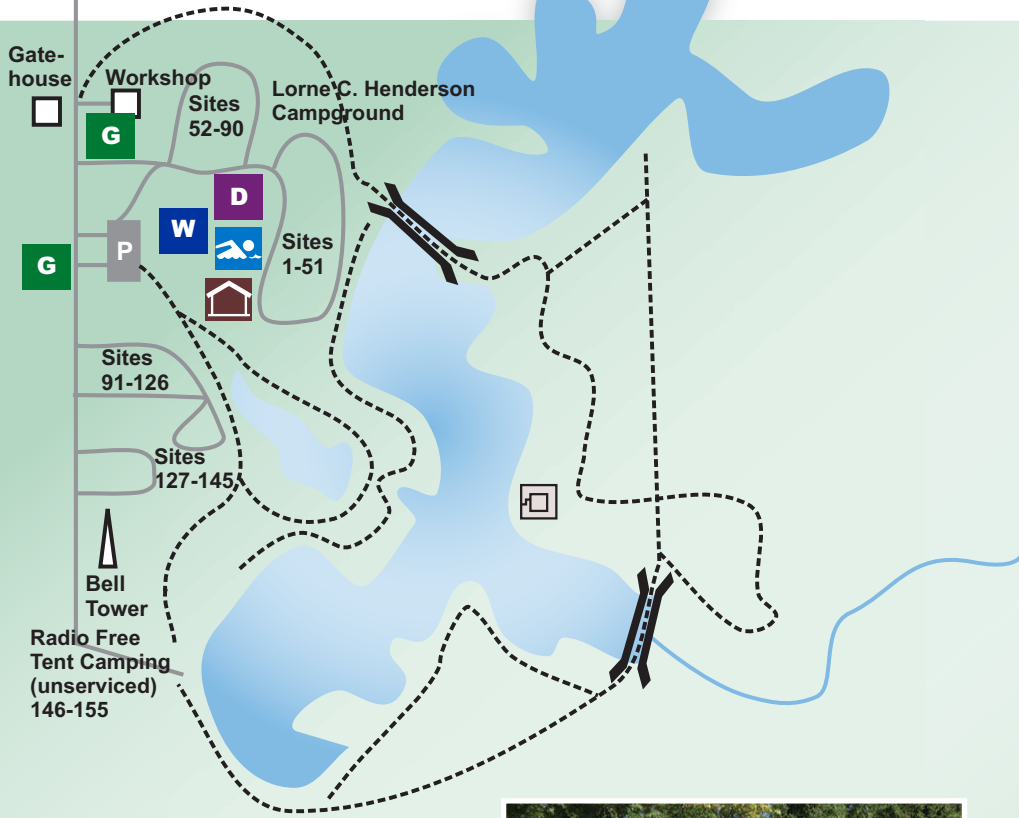 Gate-
house
Workshop
G
Sites
52-90
Lorne C. Henderson
Campground
D
W
P
G
Sites
1-51
Sites
91-126
Sites
127-145
Bell
Tower
Radio Free
Tent Camping
(unserviced)
146-155